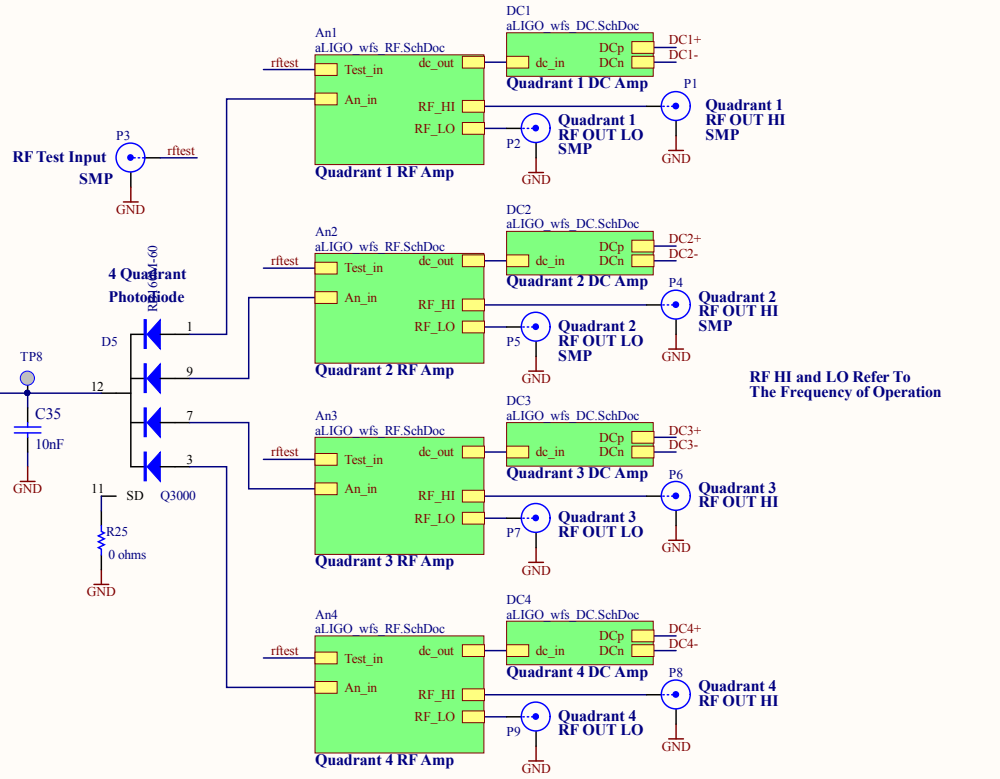 An1
aLIGO_wfs_RF.SchDoc
rftest
Test_in
dc_out
An_in
RF_HI
RF_LO
Quadrant 1 RF Amp
DC1
aLIGO_wfs_DC.SchDoc
DCp
dc_in
DCn
DC1+
DC1-
Quadrant 1 DC Amp
P1
Quadrant 1
RF OUT HI
SMP
GND
P2
Quadrant 1
RF OUT LO
SMP
GND
P3
RF Test Input
SMP
rftest
GND
An2
aLIGO_wfs_RF.SchDoc
rftest
Test_in
dc_out
An_in
RF_HI
RF_LO
Quadrant 2 RF Amp
DC2
aLIGO_wfs_DC.SchDoc
DCp
dc_in
DCn
DC2+
DC2-
Quadrant 2 DC Amp
P4
Quadrant 2
RF OUT HI
SMP
GND
P5
Quadrant 2
RF OUT LO
SMP
GND
4 Quadrant
Photodiode
D5
1
9
7
3
12
TP8
C35
10nF
GND
11
SD
Q3000
R25
0 ohms
GND
RF HI and LO Refer To
The Frequency of Operation
An3
aLIGO_wfs_RF.SchDoc
rftest
Test_in
dc_out
An_in
RF_HI
RF_LO
Quadrant 3 RF Amp
DC3
aLIGO_wfs_DC.SchDoc
DCp
dc_in
DCn
DC3+
DC3-
Quadrant 3 DC Amp
P6
Quadrant 3
RF OUT HI
GND
P7
Quadrant 3
RF OUT LO
GND
An4
aLIGO_wfs_RF.SchDoc
rftest
Test_in
dc_out
An_in
RF_HI
RF_LO
Quadrant 4 RF Amp
DC4
aLIGO_wfs_DC.SchDoc
DCp
dc_in
DCn
DC4+
DC4-
Quadrant 4 DC Amp
P8
Quadrant 4
RF OUT HI
GND
P9
Quadrant 4
RF OUT LO
GND